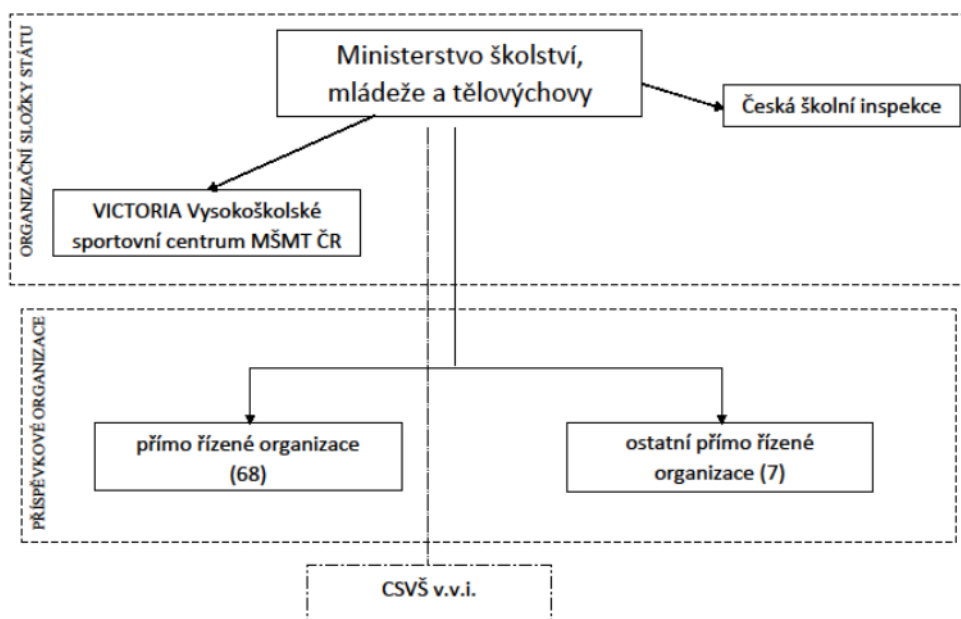 ORGANIZAČNÍ SLOŽKY STÁTU
Ministerstvo školství,
mládeže a tělovýchovy
Česká školní inspekce
VICTORIA Vysokoškolské
sportovní centrum MŠMT ČR
PŘÍSPĚVKOVÉ ORGANIZACE
přímo řízené organizace
(68)
ostatní přímo řízené
organizace (7)
CSVŠ v.v.i.